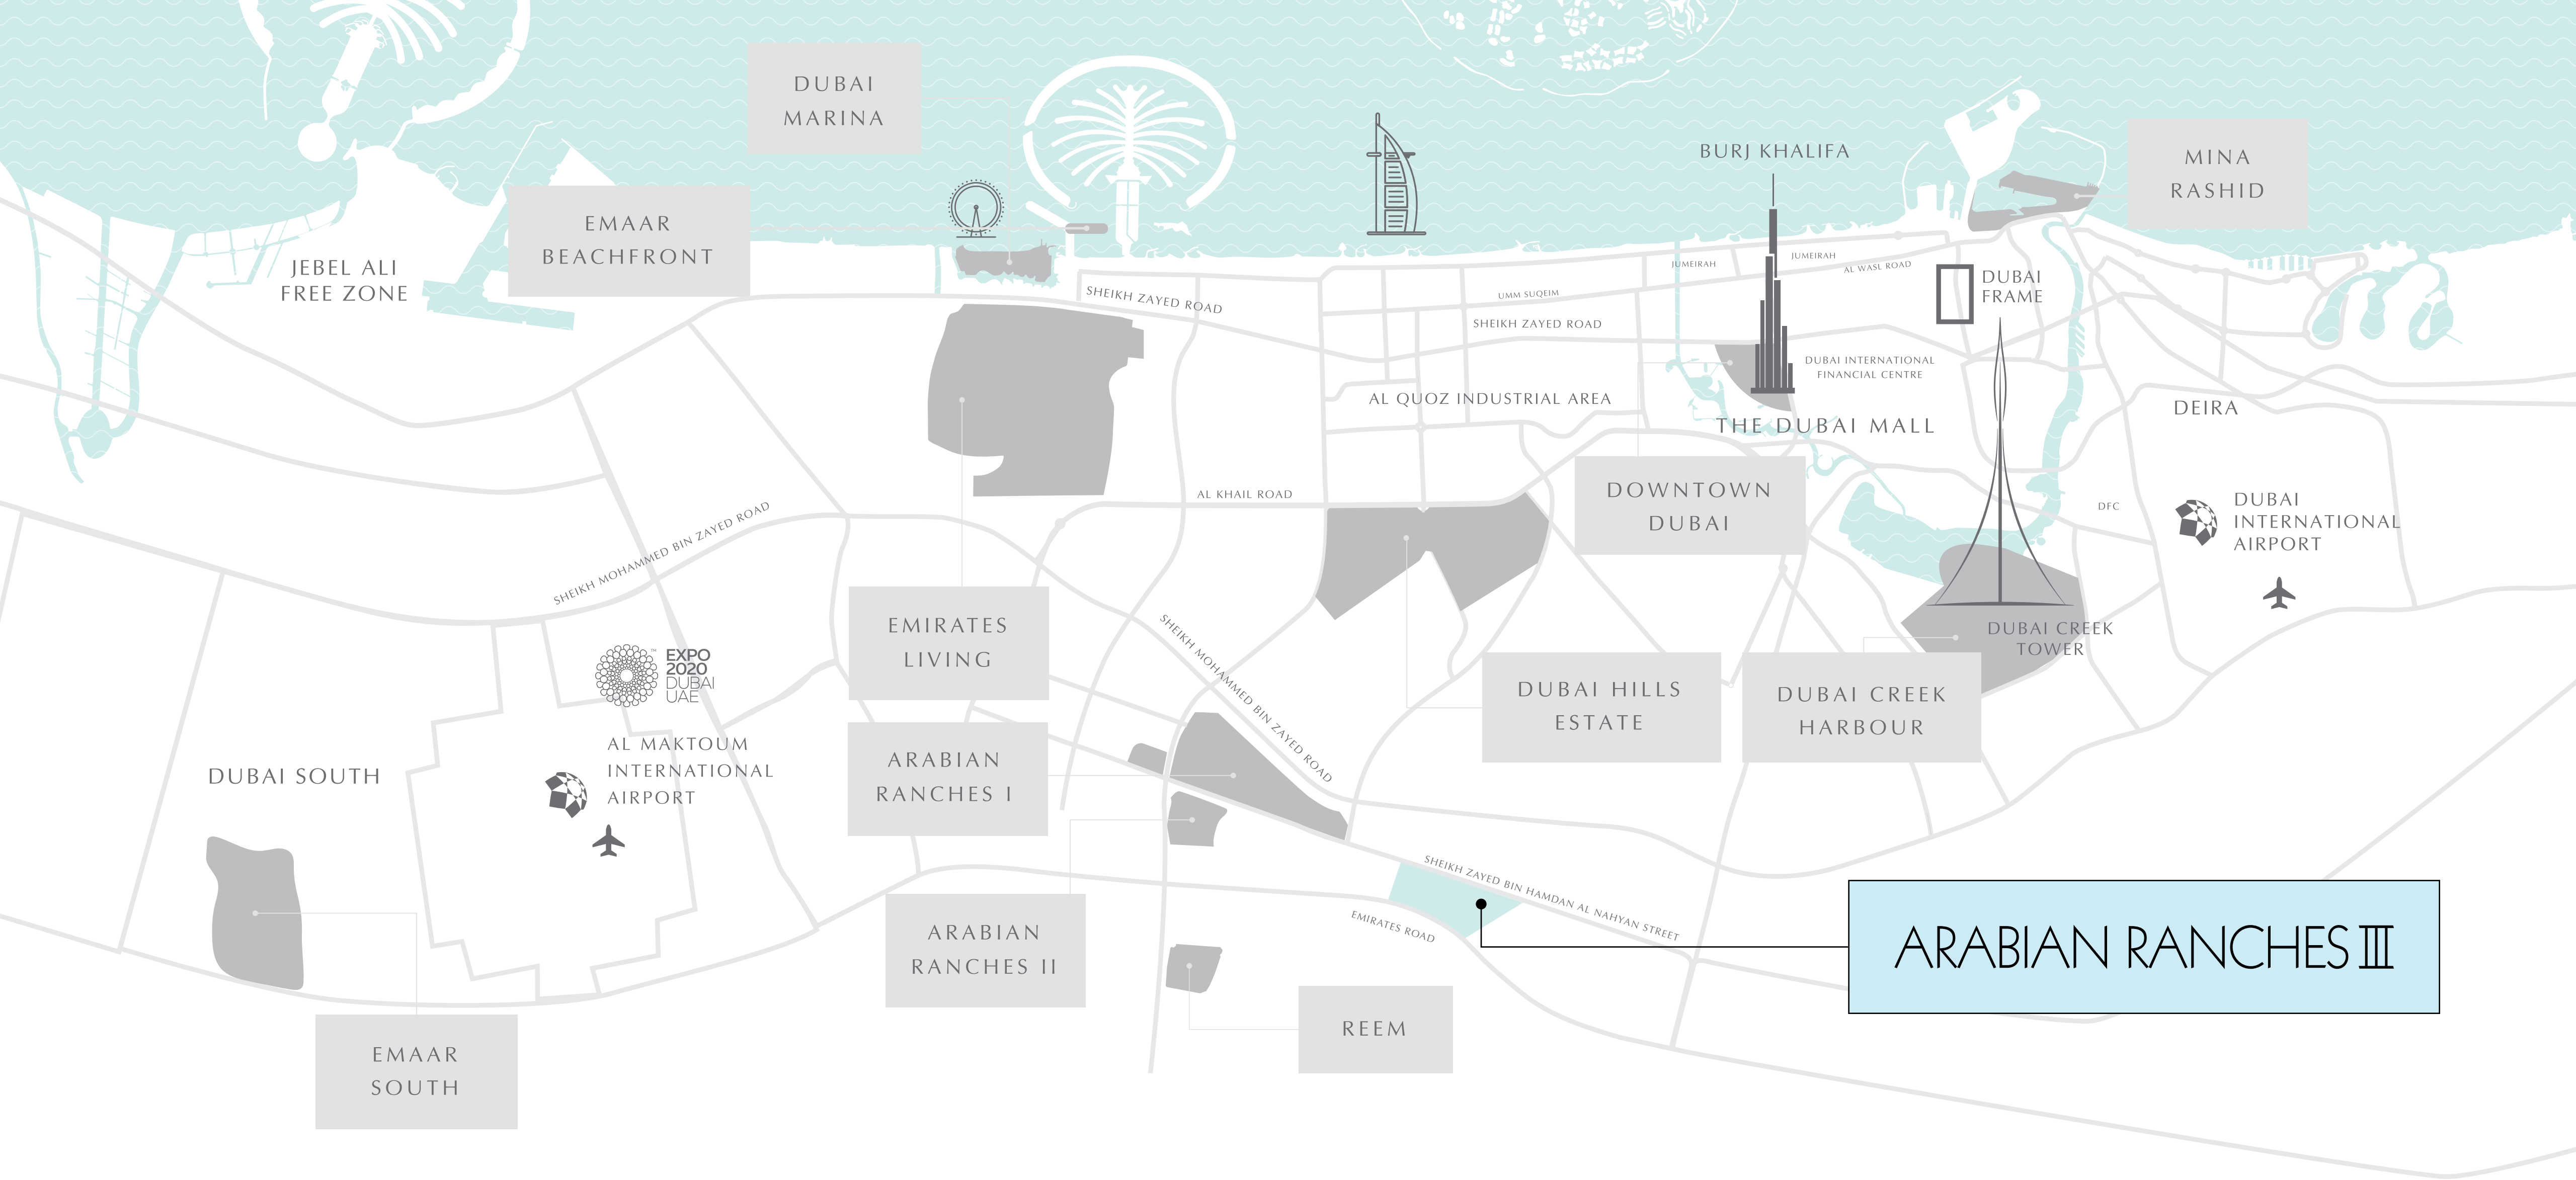 DUBAI
MARINA
BURJ KHALIFA
MINA
RASHID
EMAAR
BEACHFRONT
JEBEL ALI
FREE ZONE
SHEIKH ZAYED ROAD
JUMEIRAH
JUMEIRAH
AL WASL ROAD
UMM SUQEIM
SHEIKH ZAYED ROAD
DUBAI
FRAME
DUBAI INTERNATIONAL
FINANCIAL CENTRE
AL QUOZ INDUSTRIAL AREA
THE DUBAI MALL
DEIRA
AL KHAIL ROAD
DOWNTOWN
DUBAI
DFC
DUBAI
INTERNATIONAL
AIRPORT
SHEIKH MOHAMMED BIN ZAYED ROAD
EMIRATES
LIVING
SHEIKH MOHAMMED BIN ZAYED ROAD
DUBAI CREEK
TOWER
EXPO
2020
DUBAI
UAE
DUBAI HILLS
ESTATE
DUBAI CREEK
HARBOUR
AL MAKTOUM
INTERNATIONAL
AIRPORT
DUBAI SOUTH
ARABIAN
RANCHES I
SHEIKH ZAYED BIN HAMDAN AL NAHYAN STREET
EMIRATES ROAD
ARABIAN
RANCHES II
ARABIAN RANCHES III
REEM
EMAAR
SOUTH